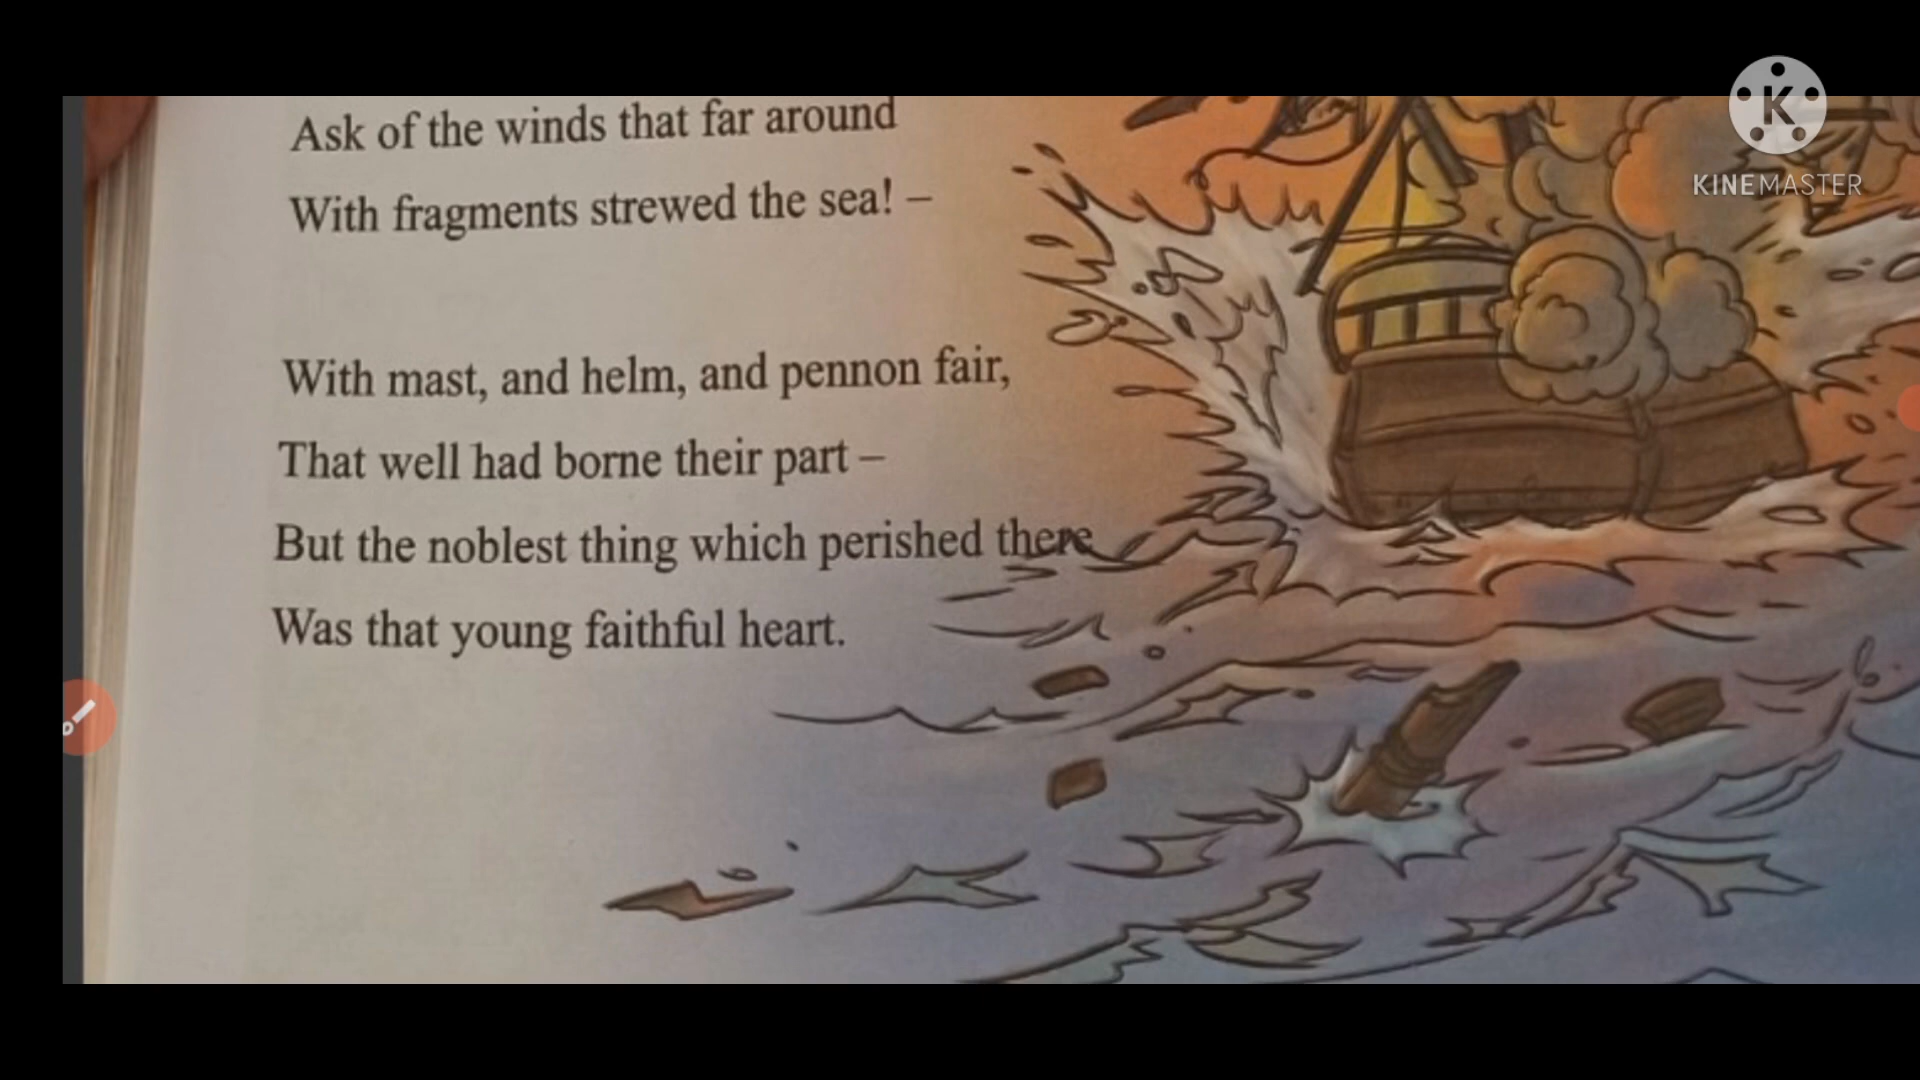 Ask of the winds that far around
With fragments strewed the sea! –
With mast, and helm, and pennon fair,
That well had borne their part –
But the noblest thing which perished there
Was that young faithful heart.
K
KINEMASTER